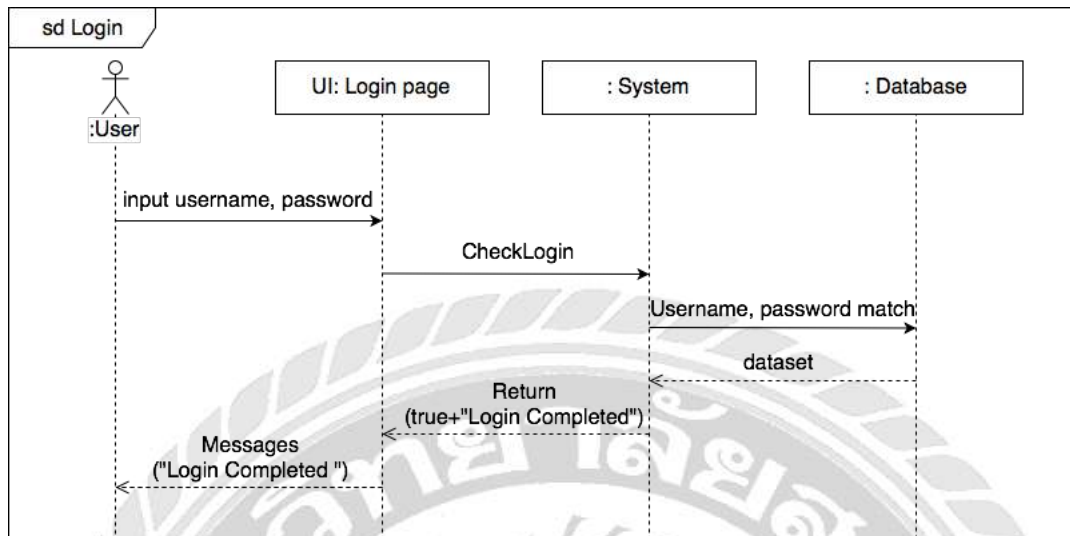 sd Login
:User
UI: Login page
: System
: Database
input username, password
CheckLogin
Username, password match
dataset
Return
(true+"Login Completed")
Messages
("Login Completed ")